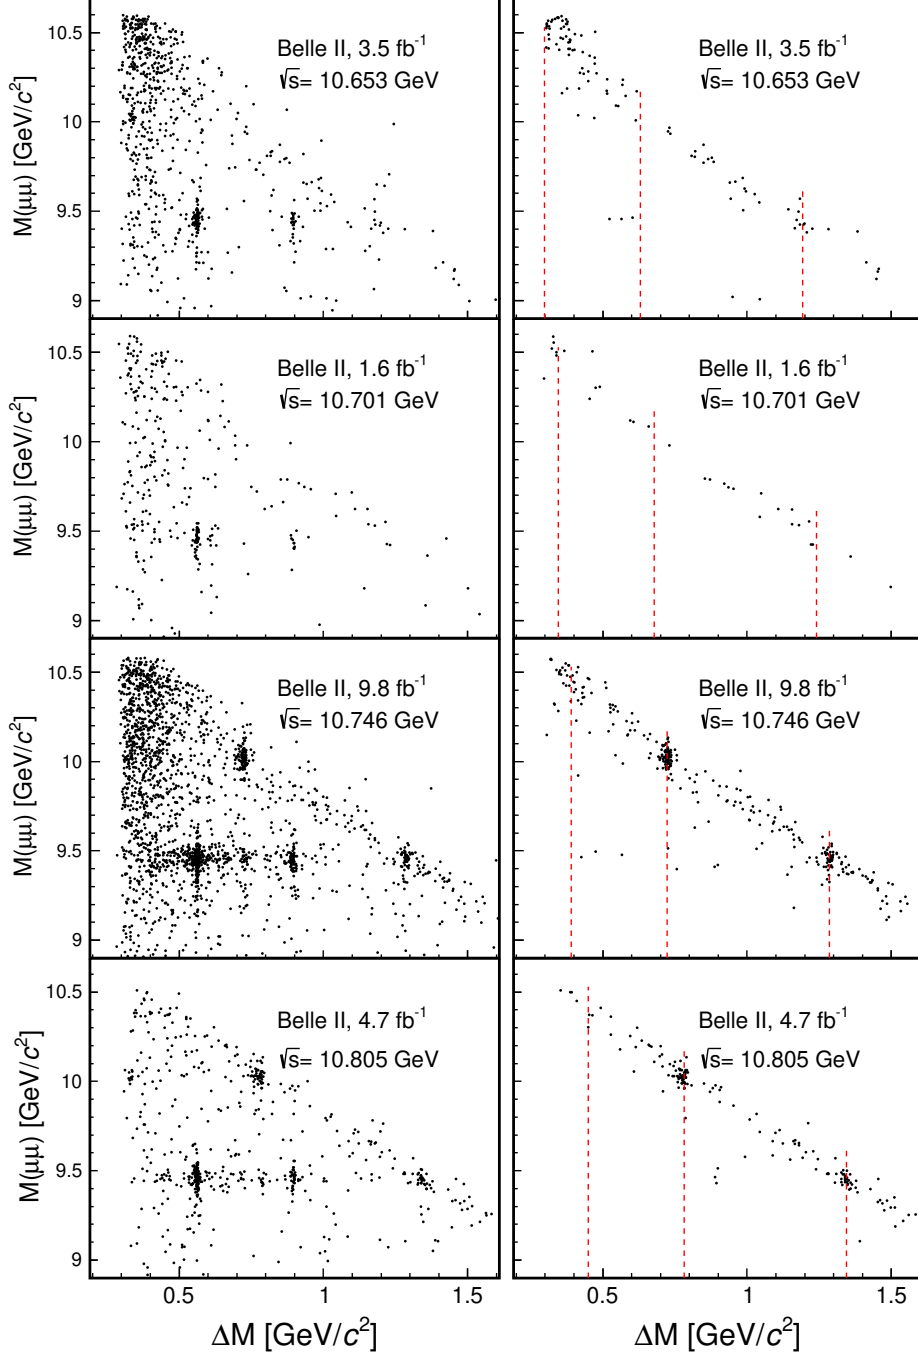 10.5
10
9.5
9
M(μμ) [GeV/c²]
Belle II, 3.5 fb⁻¹
√s= 10.653 GeV
Belle II, 3.5 fb⁻¹
√s= 10.653 GeV
10.5
10
9.5
9
M(μμ) [GeV/c²]
Belle II, 1.6 fb⁻¹
√s= 10.701 GeV
Belle II, 1.6 fb⁻¹
√s= 10.701 GeV
10.5
10
9.5
9
M(μμ) [GeV/c²]
Belle II, 9.8 fb⁻¹
√s= 10.746 GeV
Belle II, 9.8 fb⁻¹
√s= 10.746 GeV
10.5
10
9.5
9
M(μμ) [GeV/c²]
Belle II, 4.7 fb⁻¹
√s= 10.805 GeV
Belle II, 4.7 fb⁻¹
√s= 10.805 GeV
0.5 1 1.5
0.5 1 1.5
ΔM [GeV/c²]
ΔM [GeV/c²]